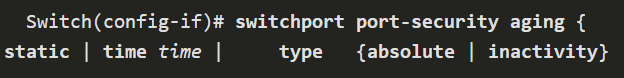 Switch(config-if)# switchport port-security aging {
static | time time | type {absolute | inactivity}